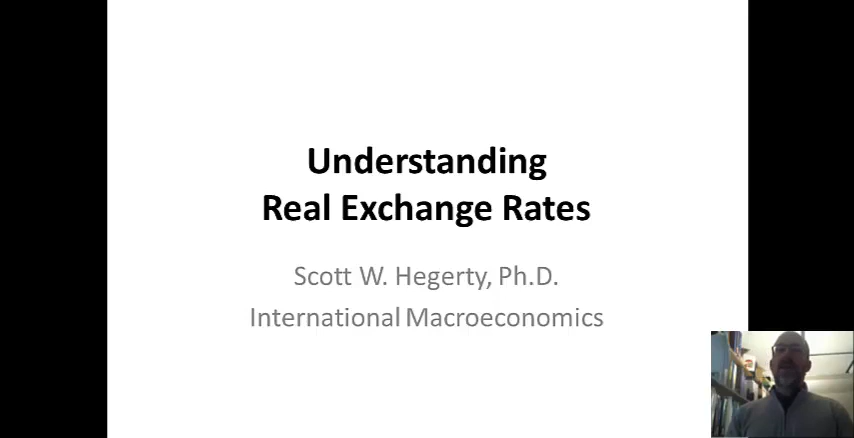 Understanding
Real Exchange Rates
Scott W. Hegerty, Ph.D.
International Macroeconomics